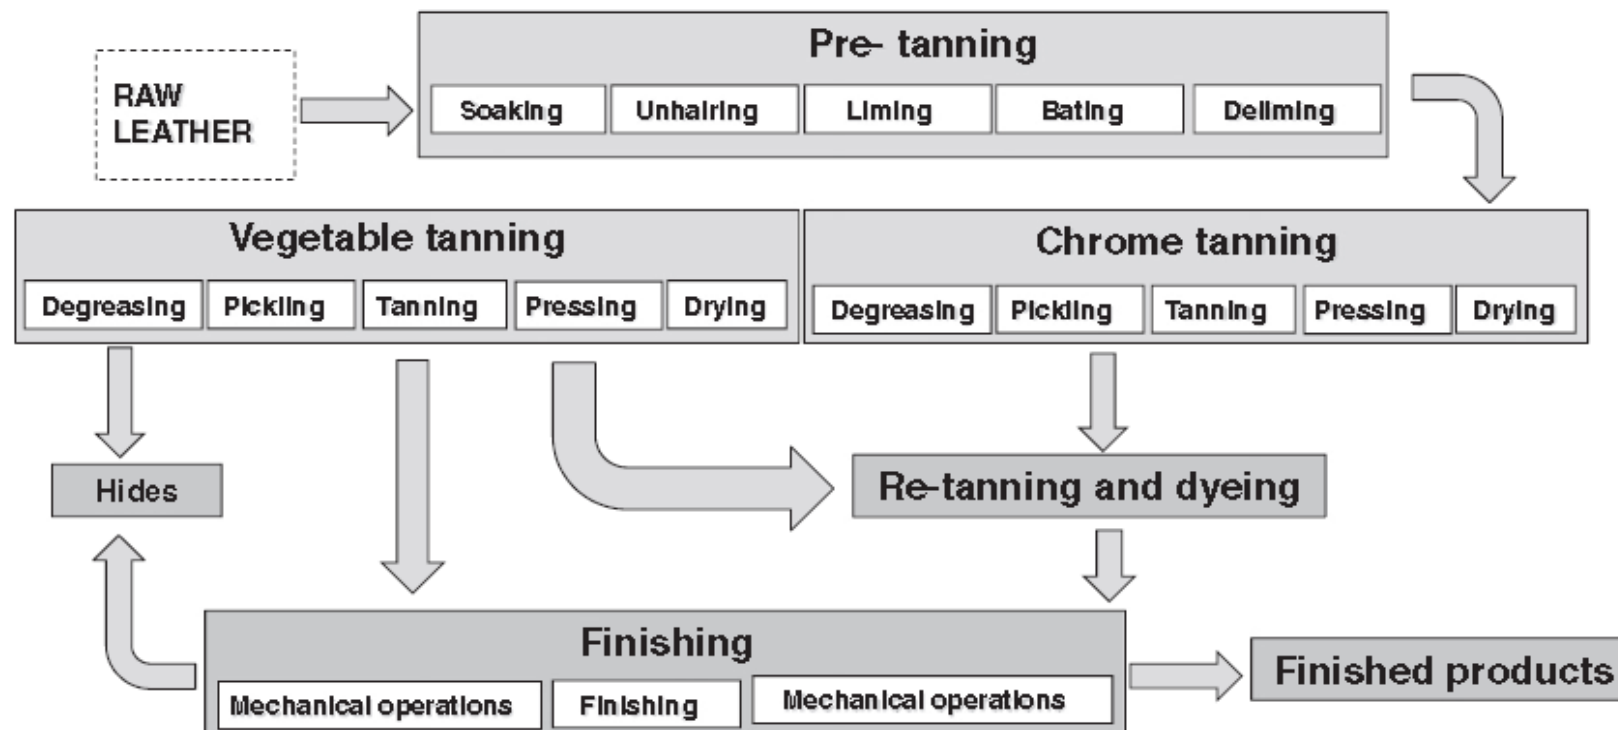 Pre- tanning
RAW
LEATHER
Soaking
Unhairing
Liming
Bating
Deliming
Vegetable tanning
Degreasing
Pickling
Tanning
Pressing
Drying
Chrome tanning
Degreasing
Pickling
Tanning
Pressing
Drying
Hides
Re-tanning and dyeing
Finishing
Mechanical operations
Finishing
Mechanical operations
Finished products